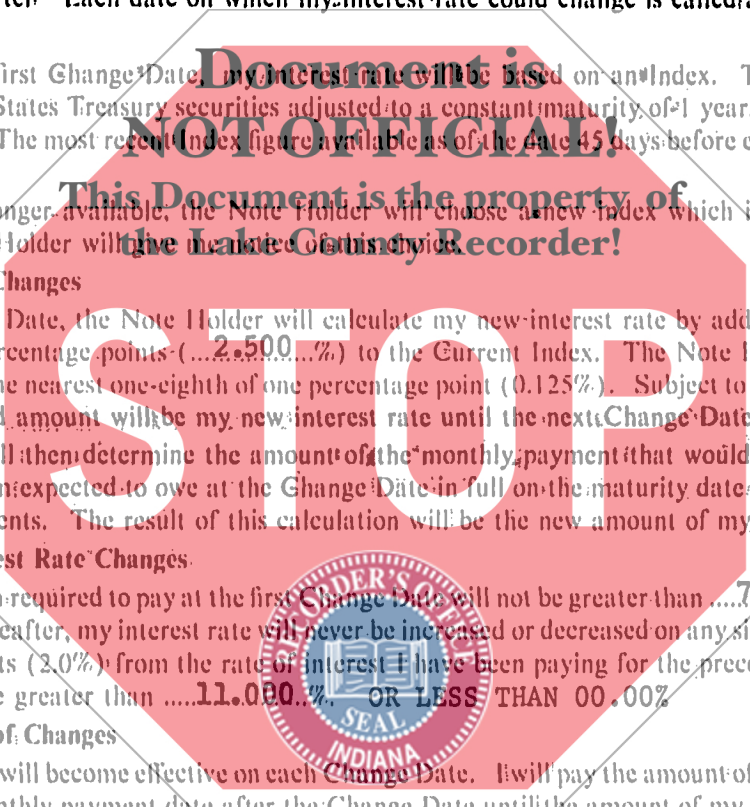 Each date on which my interest rate could change is called
first Change Date, my interest rate will be based on an Index.
States Treasury securities adjusted to a constant maturity of 1 year
The most recent Index figure available as of the date 45 days before
available, the Note Holder will choose a new index which
Holder will give me notice of this choice.
Document is
NOT OFFICIAL!
This Document is the property of
the Lake County Recorder!
Changes
Date, the Note Holder will calculate my new interest rate by
percentage points (....2.500....%) to the Current Index. The Note
nearest one-eighth of one percentage point (0.125%). Subject to
amount will be my new interest rate until the next Change Date
then determine the amount of the monthly payment that would
expected to owe at the Change Date in full on the maturity date
The result of this calculation will be the new amount of my
Rate Changes
required to pay at the first Change Date will not be greater than .....7
my interest rate will never be increased or decreased on any
(2.0%) from the rate of interest I have been paying for the
greater than .....11.000..%. OR LESS THAN 00.00%
of Changes
will become effective on each Change Date. I will pay the amount of
payment date after the Change Date until the amount of
STOP
RECORDER'S OFFICE
SEAL
INDIANA